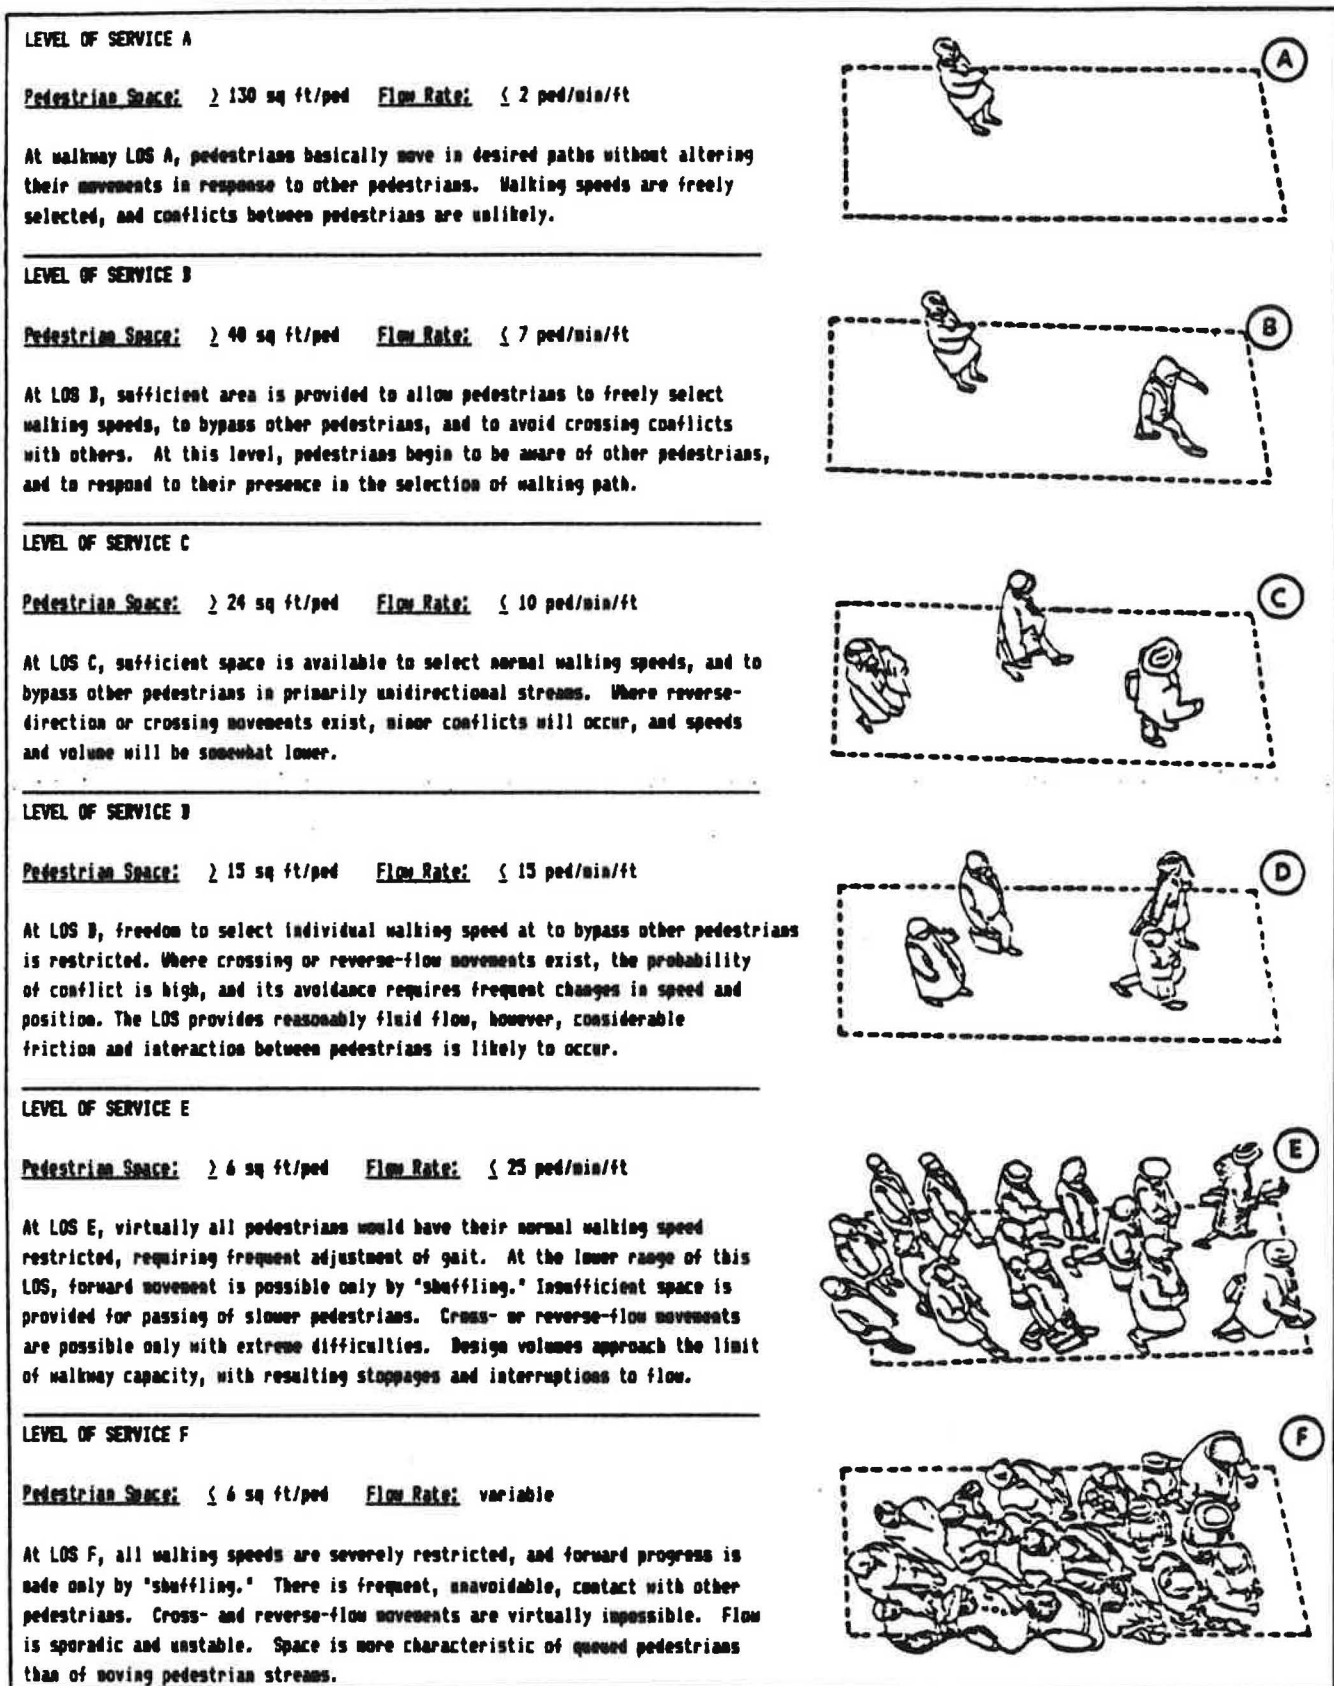 LEVEL OF SERVICE A
A
Pedestrian Space: ≥ 130 sq ft/ped Flow Rate: ≤ 2 ped/min/ft
At walkway LOS A, pedestrians basically move in desired paths without altering
their movements in response to other pedestrians. Walking speeds are freely
selected, and conflicts between pedestrians are unlikely.
LEVEL OF SERVICE B
B
Pedestrian Space: ≥ 40 sq ft/ped Flow Rate: ≤ 7 ped/min/ft
At LOS B, sufficient area is provided to allow pedestrians to freely select
walking speeds, to bypass other pedestrians, and to avoid crossing conflicts
with others. At this level, pedestrians begin to be aware of other pedestrians,
and to respond to their presence in the selection of walking path.
LEVEL OF SERVICE C
C
Pedestrian Space: ≥ 24 sq ft/ped Flow Rate: ≤ 10 ped/min/ft
At LOS C, sufficient space is available to select normal walking speeds, and to
bypass other pedestrians in primarily unidirectional streams. Where reverse-
direction or crossing movements exist, minor conflicts will occur, and speeds
and volume will be somewhat lower.
LEVEL OF SERVICE D
D
Pedestrian Space: ≥ 15 sq ft/ped Flow Rate: ≤ 15 ped/min/ft
At LOS D, freedom to select individual walking speed at to bypass other pedestrians
is restricted. Where crossing or reverse-flow movements exist, the probability
of conflict is high, and its avoidance requires frequent changes in speed and
position. The LOS provides reasonably fluid flow, however, considerable
friction and interaction between pedestrians is likely to occur.
LEVEL OF SERVICE E
E
Pedestrian Space: ≥ 6 sq ft/ped Flow Rate: ≤ 25 ped/min/ft
At LOS E, virtually all pedestrians would have their normal walking speed
restricted, requiring frequent adjustment of gait. At the lower range of this
LOS, forward movement is possible only by "shuffling." Insufficient space is
provided for passing of slower pedestrians. Cross- or reverse-flow movements
are possible only with extreme difficulties. Design volumes approach the limit
of walkway capacity, with resulting stoppages and interruptions to flow.
LEVEL OF SERVICE F
F
Pedestrian Space: ≤ 6 sq ft/ped Flow Rate: variable
At LOS F, all walking speeds are severely restricted, and forward progress is
made only by "shuffling." There is frequent, unavoidable, contact with other
pedestrians. Cross- and reverse-flow movements are virtually impossible. Flow
is sporadic and unstable. Space is more characteristic of queued pedestrians
than of moving pedestrian streams.